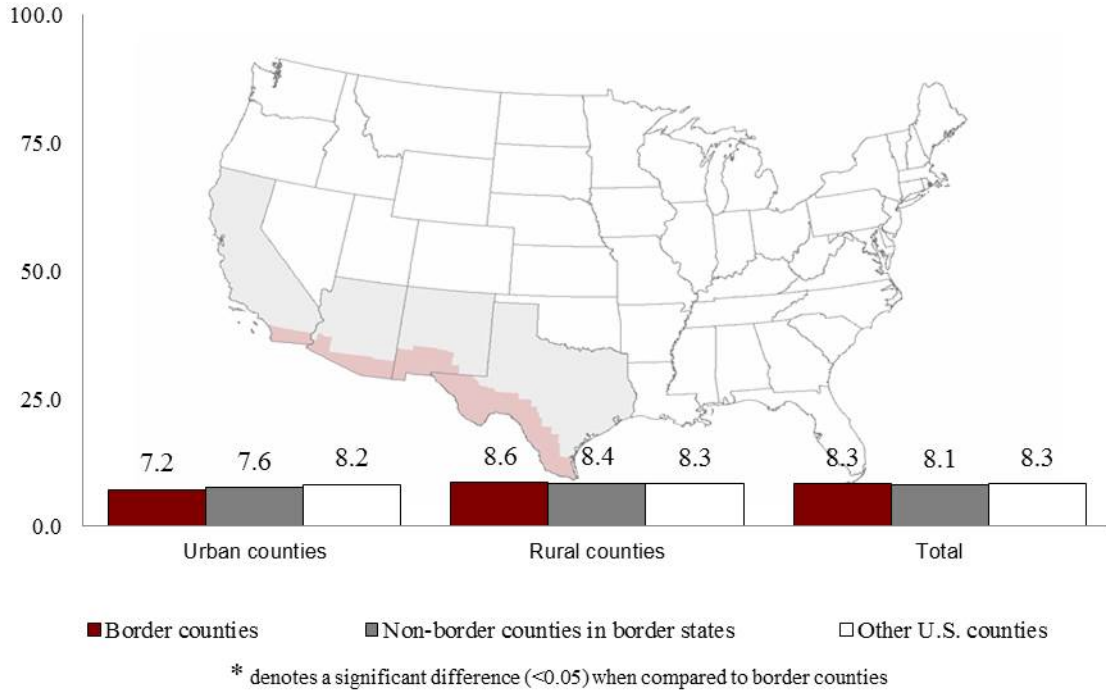 100.0
75.0
50.0
25.0
0.0
7.2 7.6 8.2 8.6 8.4 8.3 8.3 8.1 8.3
Urban counties Rural counties Total
Border counties Non-border counties in border states Other U.S. counties
* denotes a significant difference (<0.05) when compared to border counties